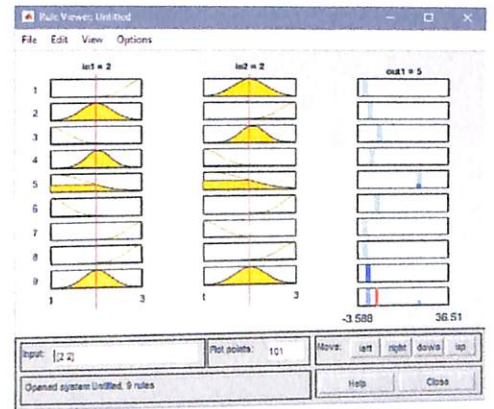 Rule Viewer: Untitled
File Edit View Options
in1 = 2
in2 = 2
out1 = 5
1
2
3
4
5
6
7
8
9
1 3
1 3
-3.588 36.51
Input: [2 2]
Plot points: 101
Move: left right down up
Opened system Untitled, 9 rules
Help Close